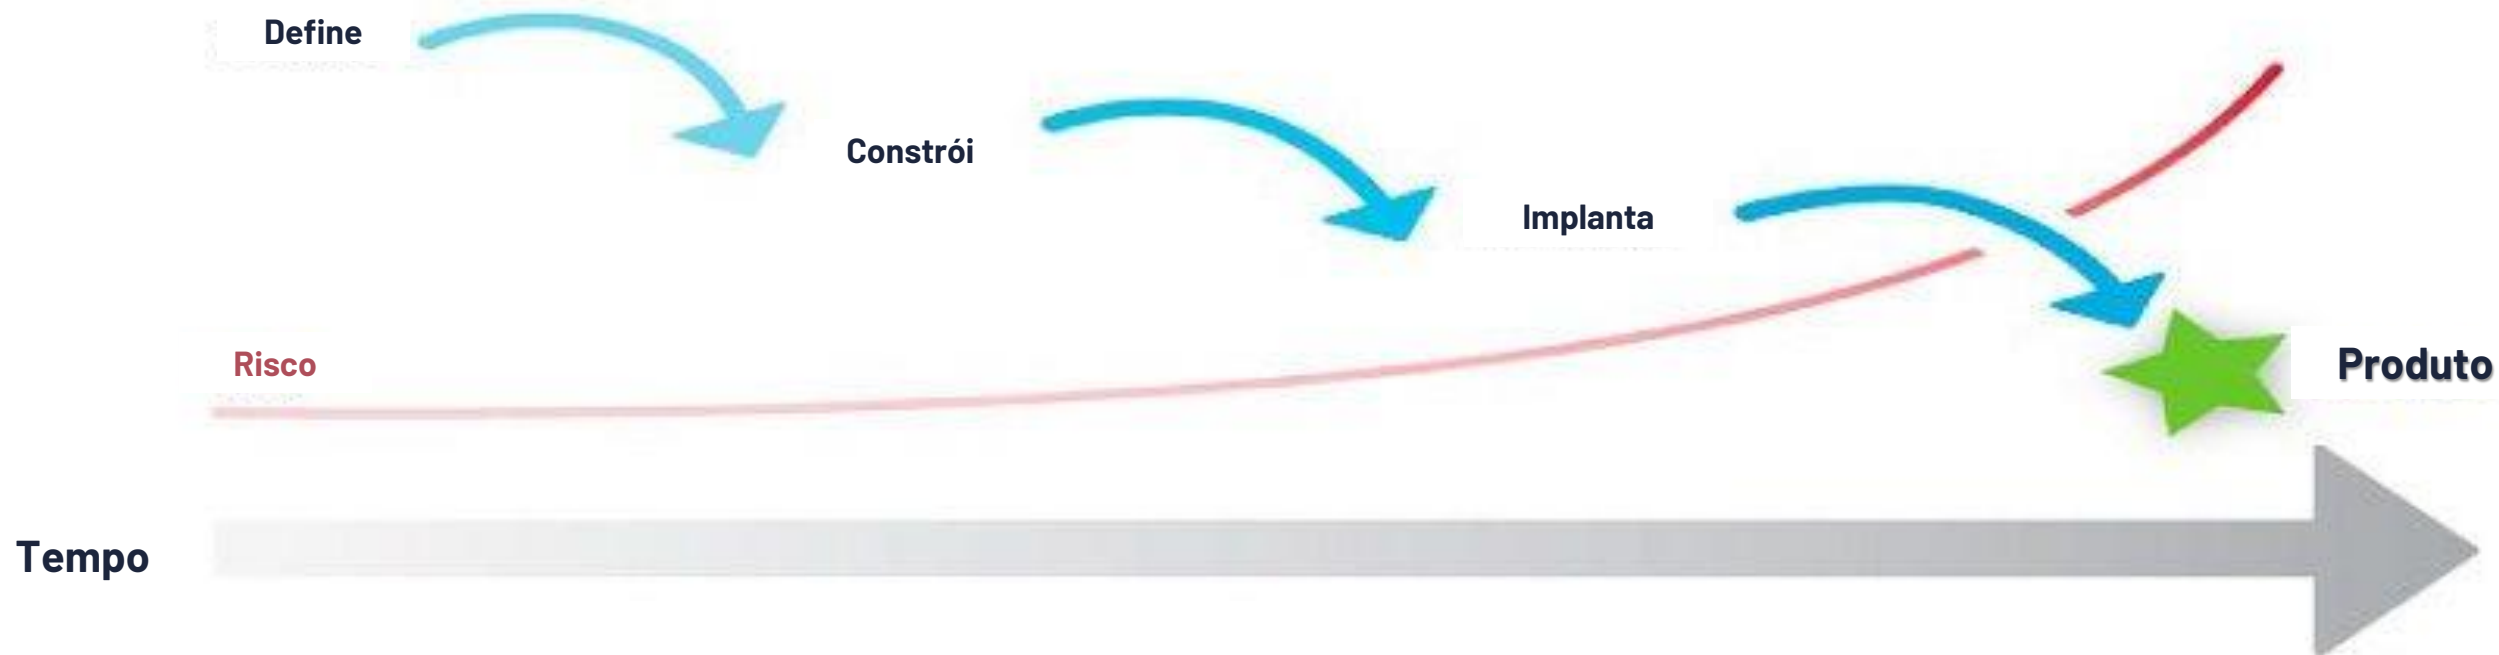 Define
Constrói
Implanta
Risco
Produto
Tempo